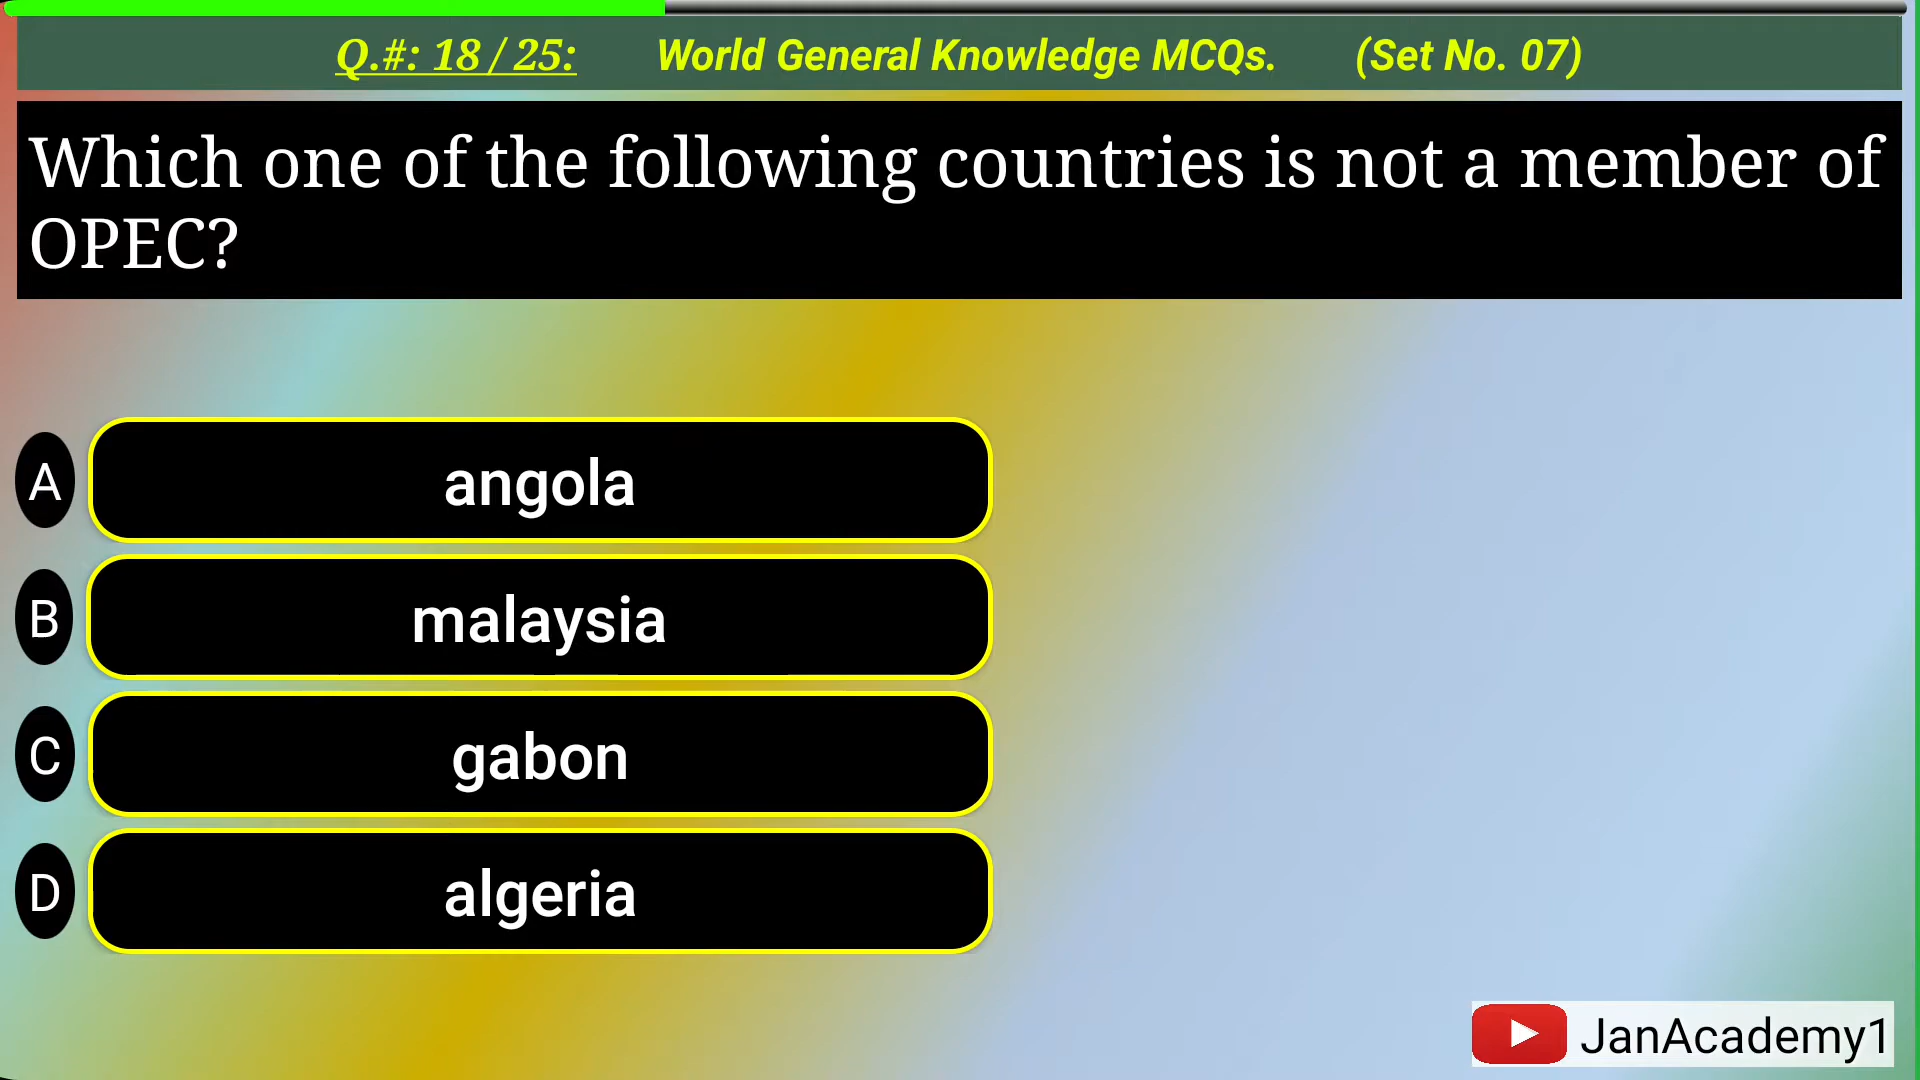 Q.#: 18 / 25: World General Knowledge MCQs. (Set No. 07)
Which one of the following countries is not a member of
OPEC?
A angola
B malaysia
C gabon
D algeria
JanAcademy1